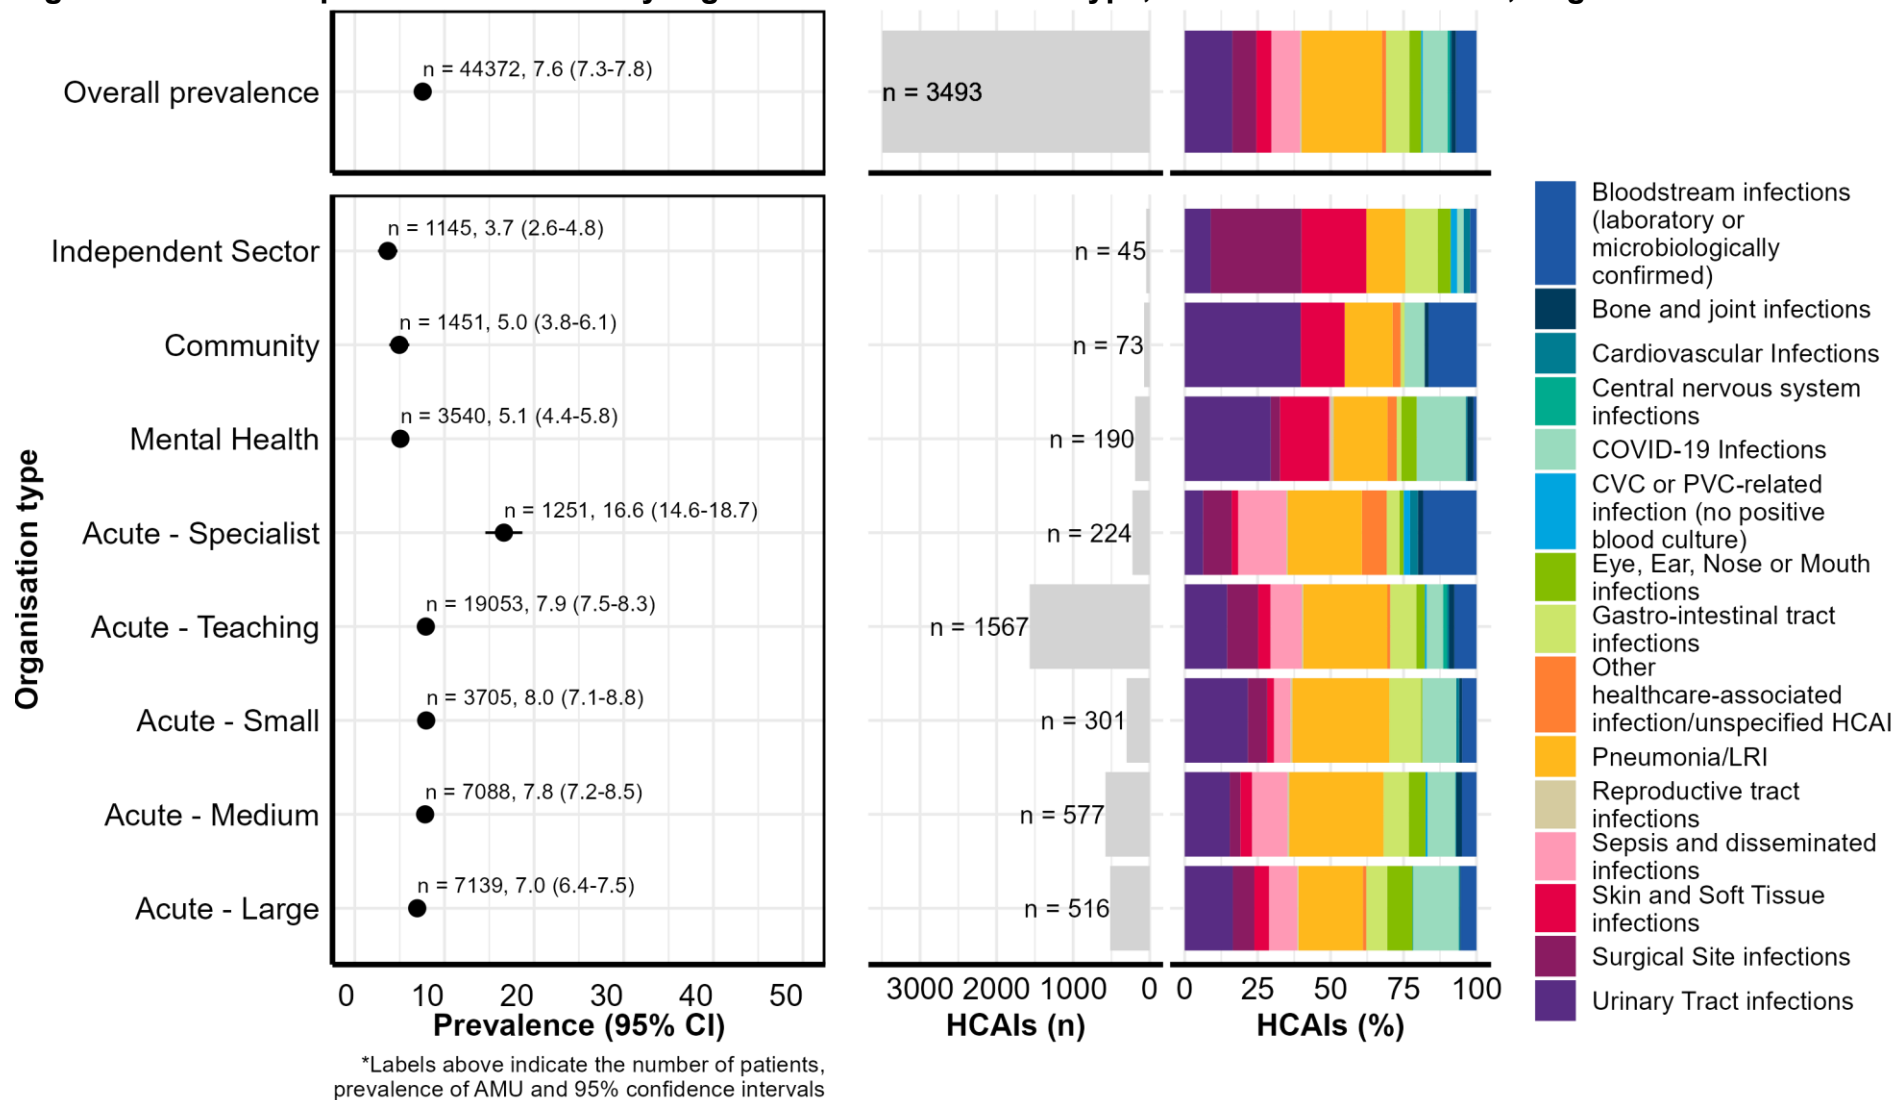 Overall prevalence
n = 44372, 7.6 (7.3-7.8)
n = 3493
Organisation type
Independent Sector
n = 1145, 3.7 (2.6-4.8)
n = 45
Community
n = 1451, 5.0 (3.8-6.1)
n = 73
Mental Health
n = 3540, 5.1 (4.4-5.8)
n = 190
Acute - Specialist
n = 1251, 16.6 (14.6-18.7)
n = 224
Acute - Teaching
n = 19053, 7.9 (7.5-8.3)
n = 1567
Acute - Small
n = 3705, 8.0 (7.1-8.8)
n = 301
Acute - Medium
n = 7088, 7.8 (7.2-8.5)
n = 577
Acute - Large
n = 7139, 7.0 (6.4-7.5)
n = 516
0 10 20 30 40 50
Prevalence (95% CI)
3000 2000 1000 0
HCAIs (n)
0 25 50 75 100
HCAIs (%)
*Labels above indicate the number of patients,
prevalence of AMU and 95% confidence intervals
Bloodstream infections
(laboratory or
microbiologically
confirmed)
Bone and joint infections
Cardiovascular Infections
Central nervous system
infections
COVID-19 Infections
CVC or PVC-related
infection (no positive
blood culture)
Eye, Ear, Nose or Mouth
infections
Gastro-intestinal tract
infections
Other
healthcare-associated
infection/unspecified HCAI
Pneumonia/LRI
Reproductive tract
infections
Sepsis and disseminated
infections
Skin and Soft Tissue
infections
Surgical Site infections
Urinary Tract infections